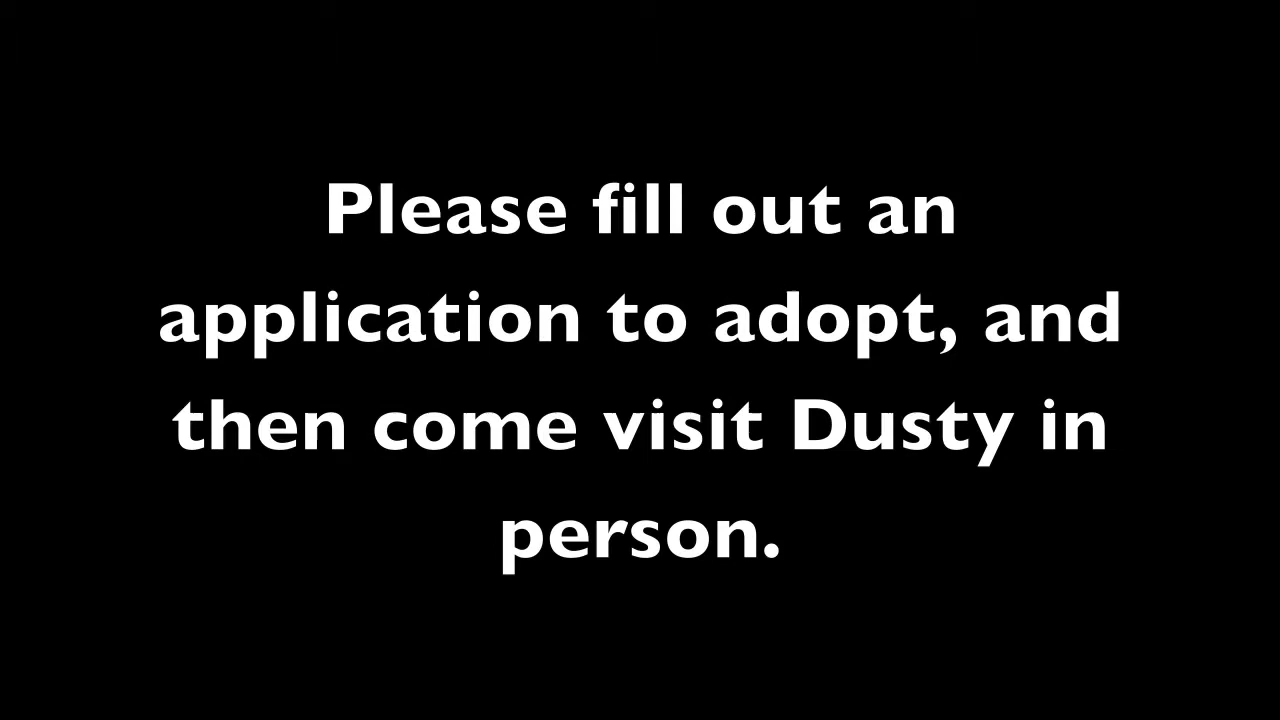 Please fill out an
application to adopt, and
then come visit Dusty in
person.